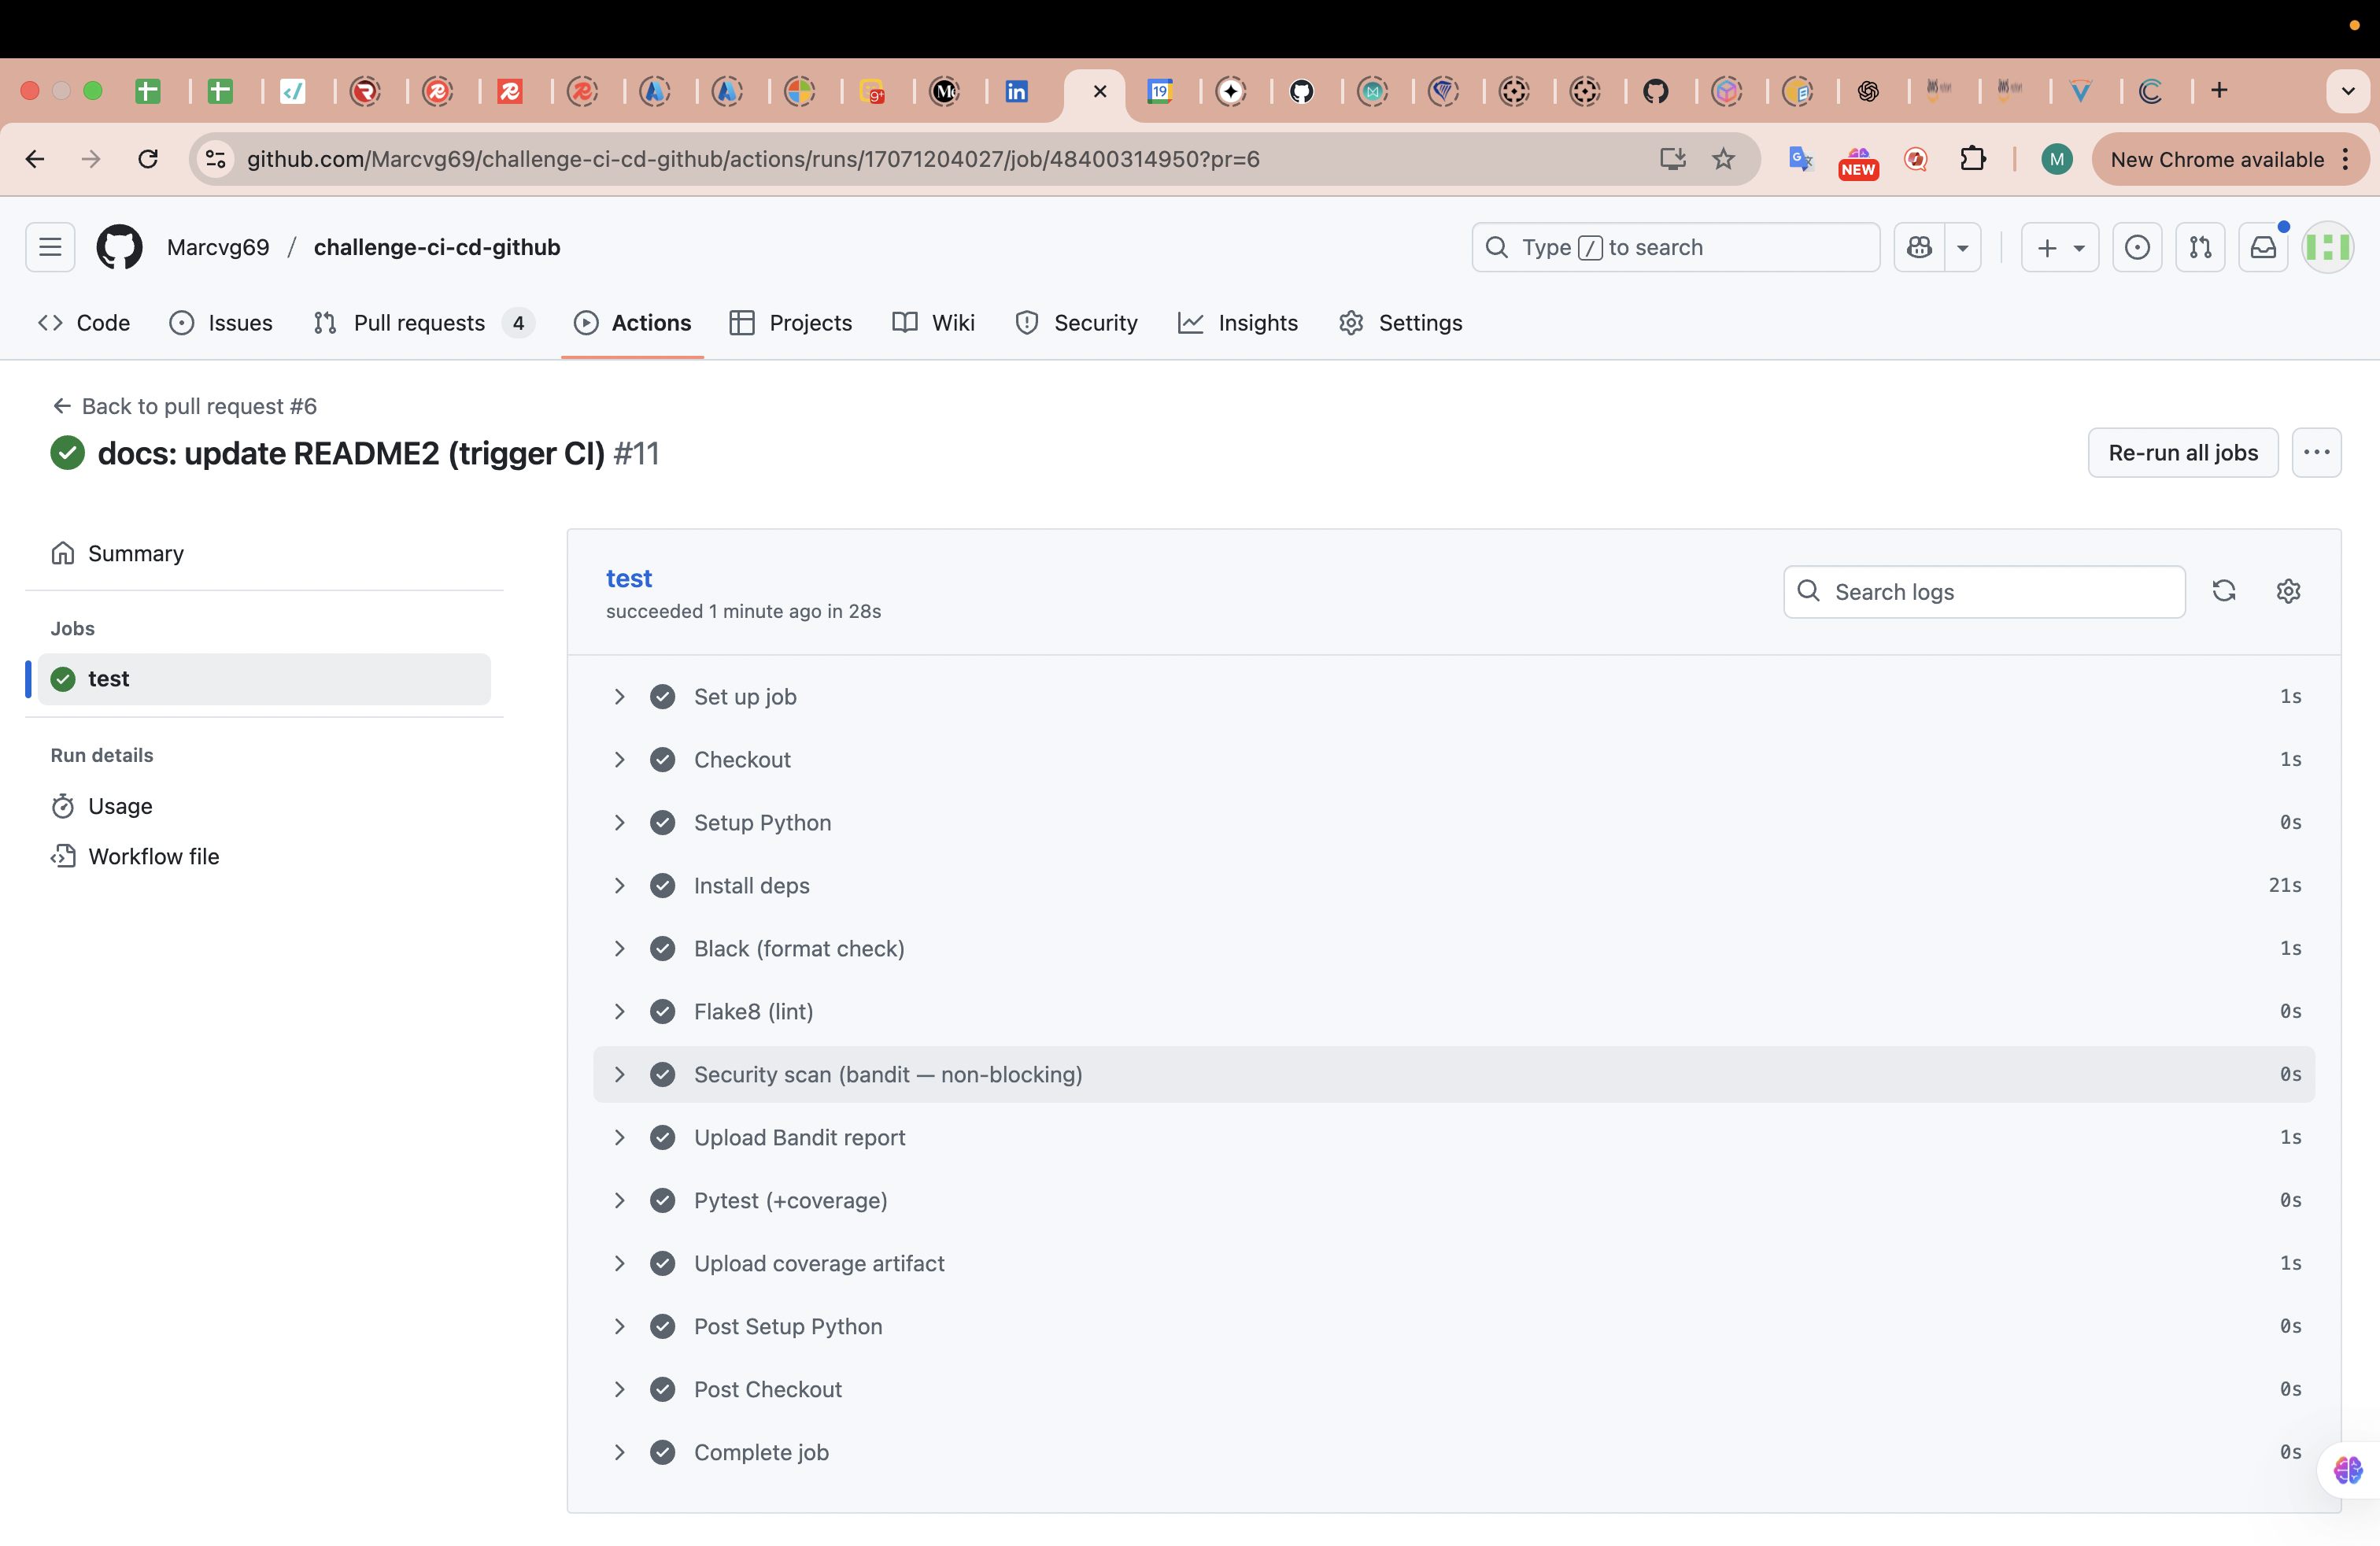 github.com/Marcvg69/challenge-ci-cd-github/actions/runs/17071204027/job/48400314950?pr=6
NEW
M
New Chrome available
Marcvg69 / challenge-ci-cd-github
Type / to search
Code
Issues
Pull requests 4
Actions
Projects
Wiki
Security
Insights
Settings
Back to pull request #6
docs: update README2 (trigger CI) #11
Re-run all jobs
Summary
Jobs
test
Run details
Usage
Workflow file
test
succeeded 1 minute ago in 28s
Search logs
Set up job 1s
Checkout 1s
Setup Python 0s
Install deps 21s
Black (format check) 1s
Flake8 (lint) 0s
Security scan (bandit — non-blocking) 0s
Upload Bandit report 1s
Pytest (+coverage) 0s
Upload coverage artifact 1s
Post Setup Python 0s
Post Checkout 0s
Complete job 0s